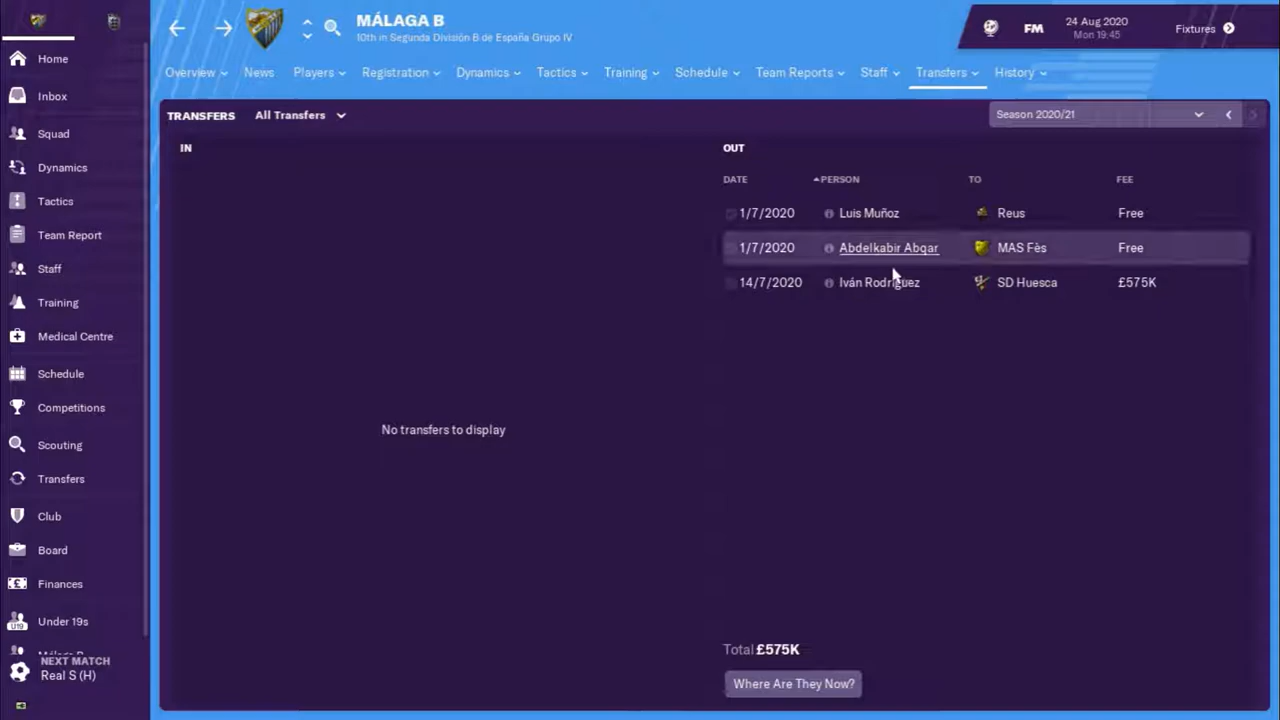 MÁLAGA B
10th in Segunda División B de España Grupo IV
FM
24 Aug 2020
Mon 19:45
Fixtures
Overview
News
Players
Registration
Dynamics
Tactics
Training
Schedule
Team Reports
Staff
Transfers
History
Home
Inbox
Squad
Dynamics
Tactics
Team Report
Staff
Training
Medical Centre
Schedule
Competitions
Scouting
Transfers
Club
Board
Finances
U19
Under 19s
NEXT MATCH
Real S (H)
TRANSFERS All Transfers
Season 2020/21
IN
No transfers to display
OUT
DATE PERSON TO FEE
1/7/2020 Luis Muñoz Reus Free
1/7/2020 Abdelkabir Abqar MAS Fès Free
14/7/2020 Iván Rodríguez SD Huesca £575K
Total £575K
Where Are They Now?